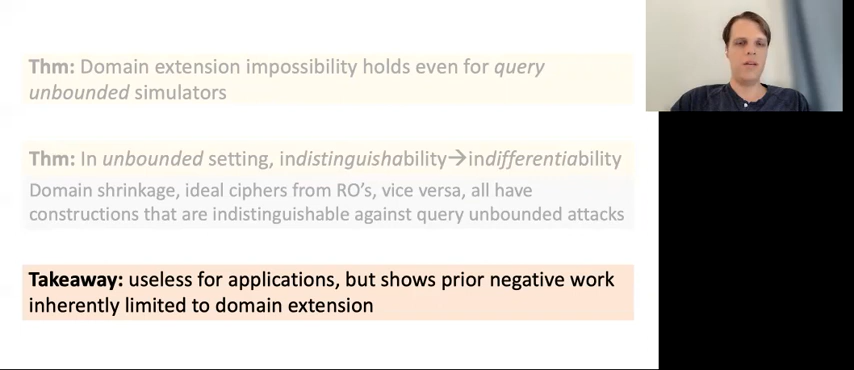 Thm: Domain extension impossibility holds even for query
unbounded simulators
Thm: In unbounded setting, indistinguishability→indifferentiability
Domain shrinkage, ideal ciphers from RO's, vice versa, all have
constructions that are indistinguishable against query unbounded attacks
Takeaway: useless for applications, but shows prior negative work
inherently limited to domain extension